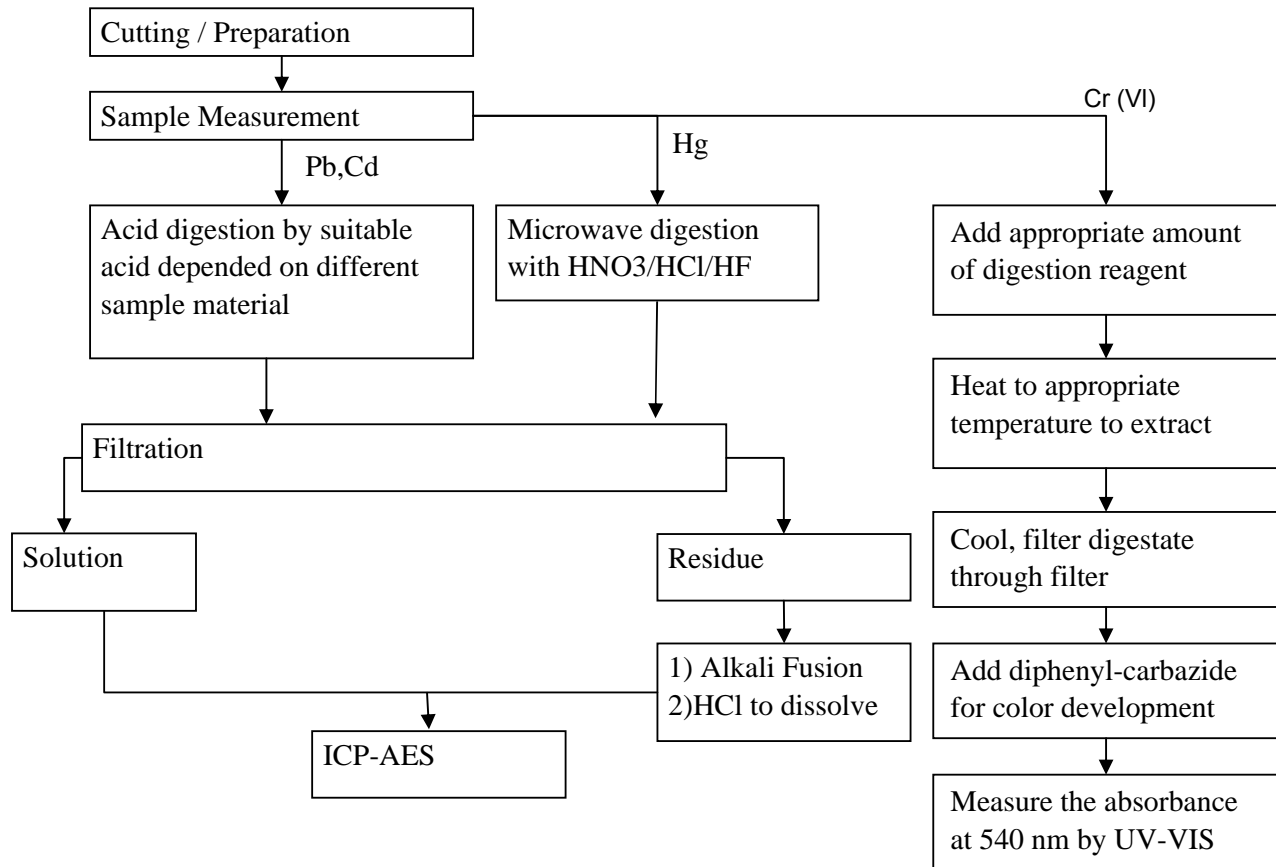 Cutting / Preparation
Sample Measurement
Cr (VI)
Hg
Pb,Cd
Acid digestion by suitable
acid depended on different
sample material
Microwave digestion
with HNO3/HCl/HF
Add appropriate amount
of digestion reagent
Heat to appropriate
temperature to extract
Filtration
Solution
Residue
Cool, filter digestate
through filter
1) Alkali Fusion
2)HCl to dissolve
Add diphenyl-carbazide
for color development
ICP-AES
Measure the absorbance
at 540 nm by UV-VIS